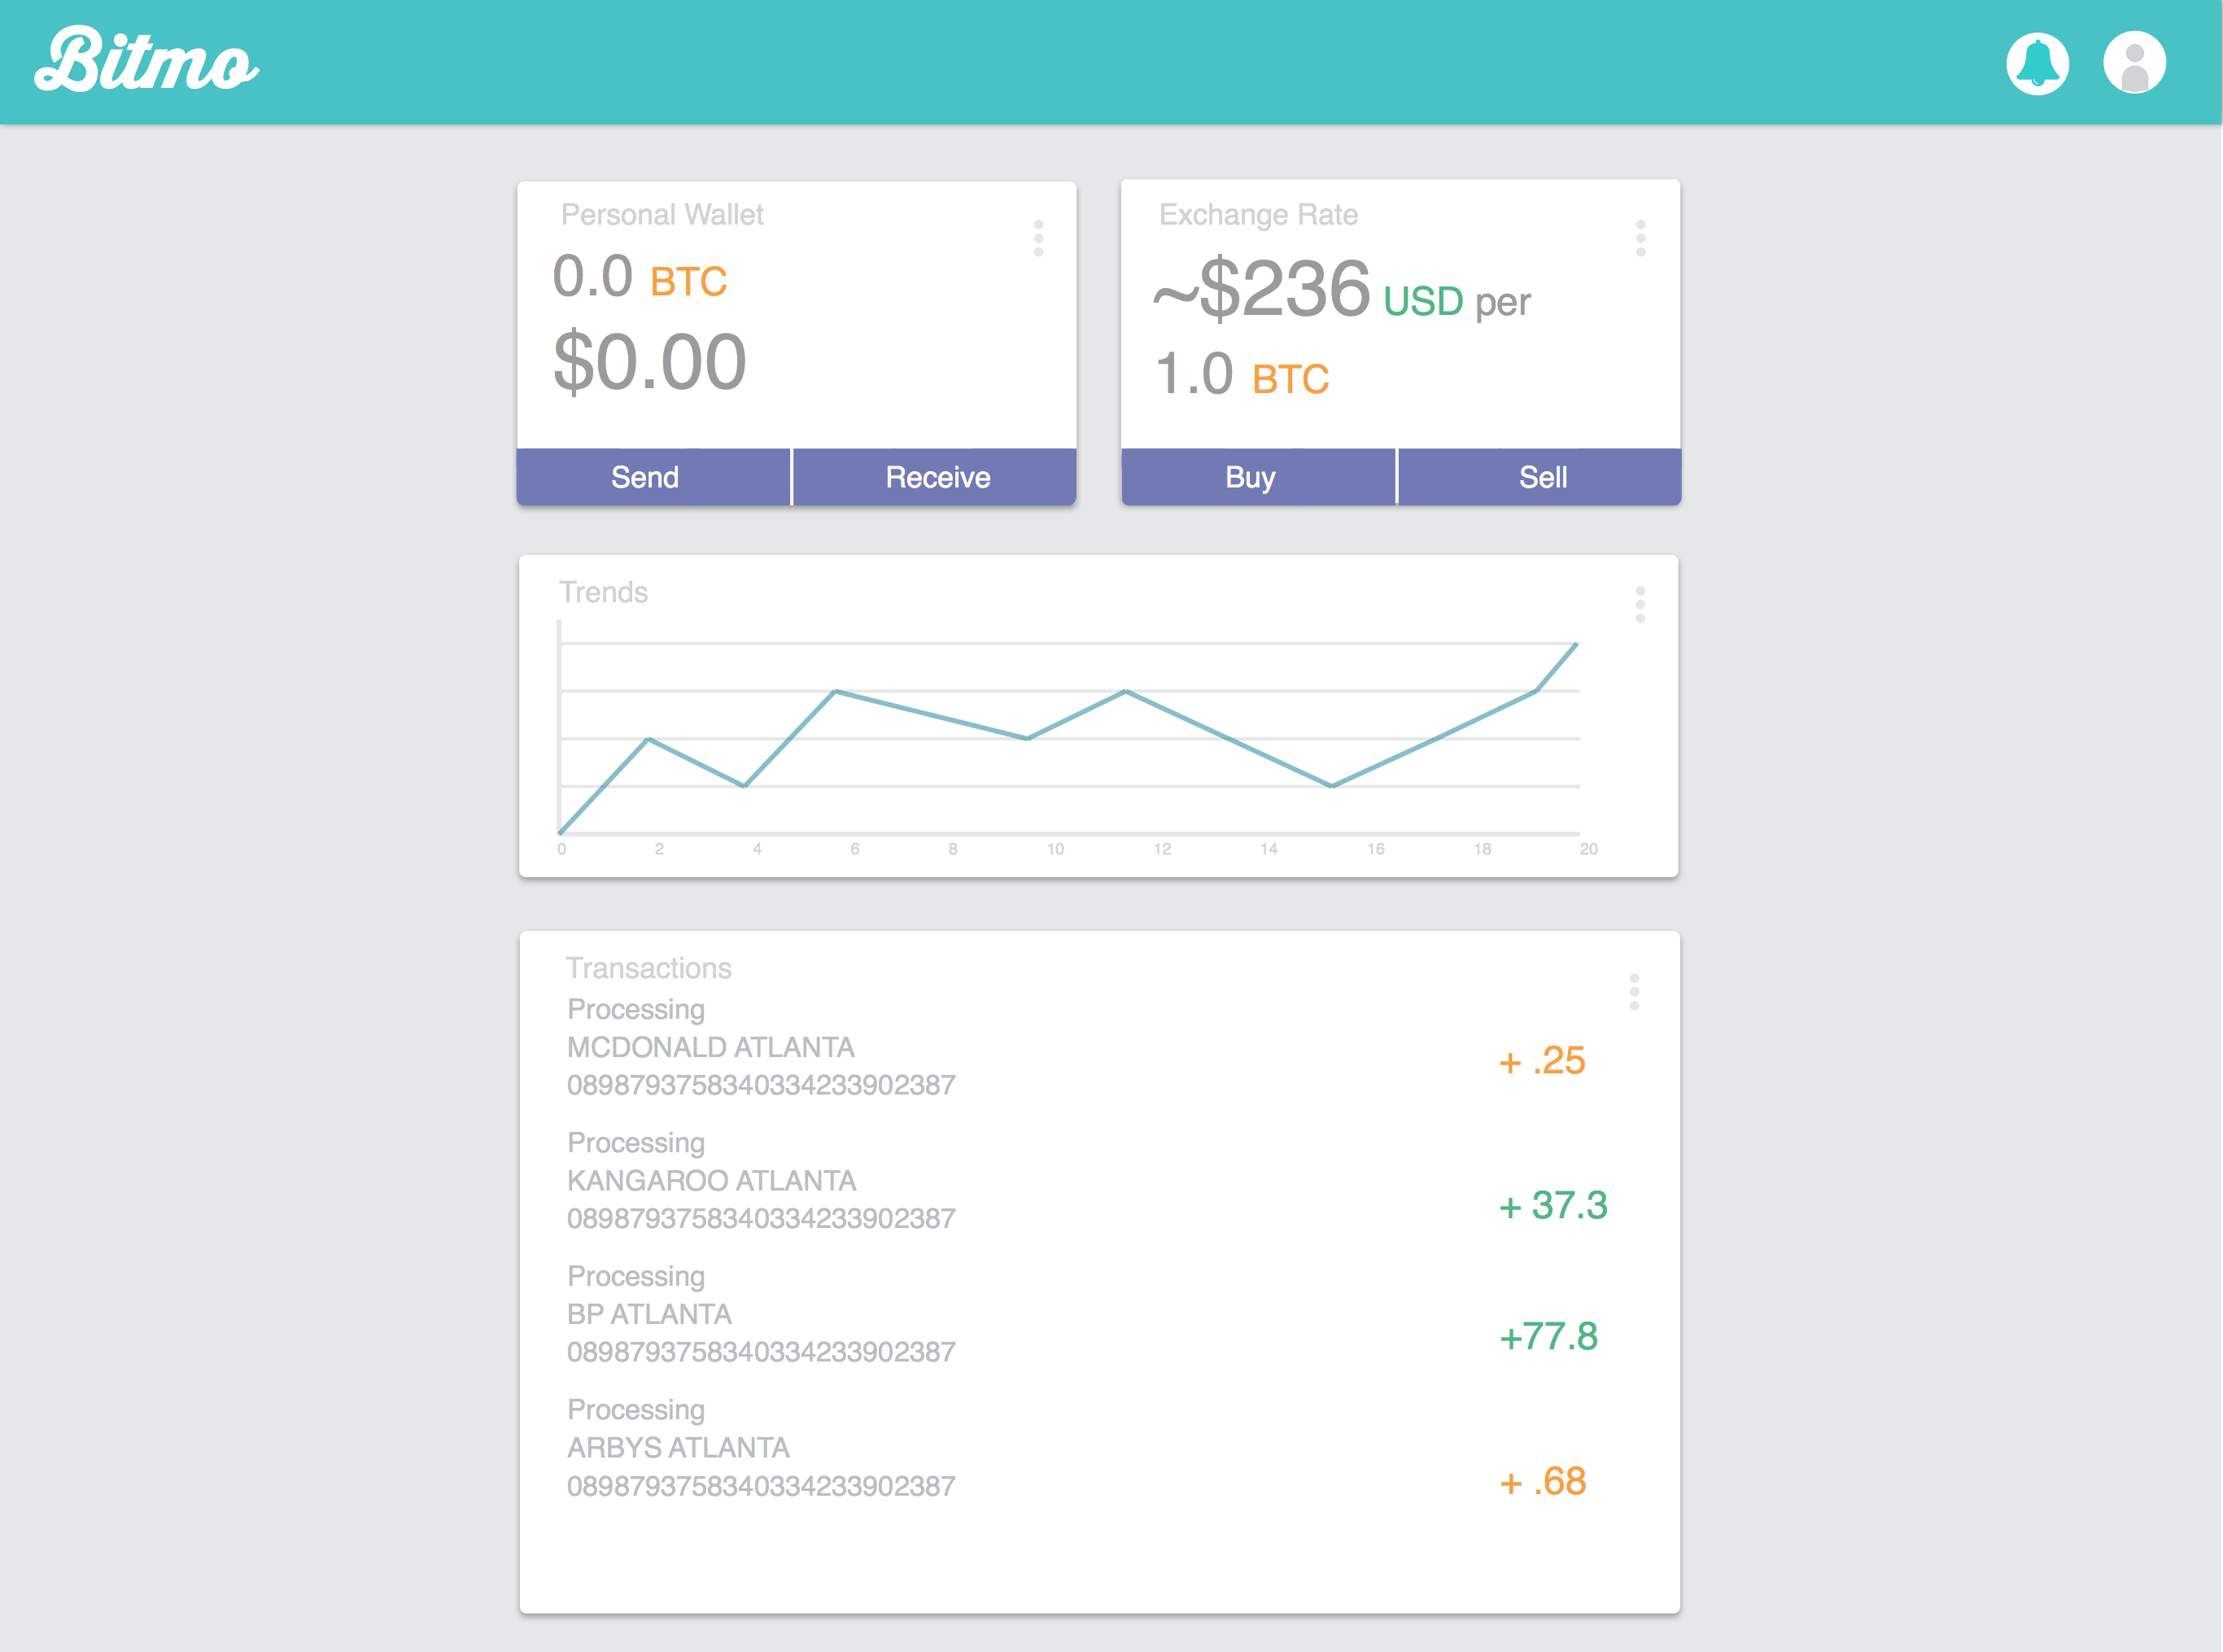 Bitmo
Personal Wallet
0.0 BTC
$0.00
Send
Receive
Exchange Rate
~$236 USD per
1.0 BTC
Buy
Sell
Trends
0 2 4 6 8 10 12 14 16 18 20
Transactions
Processing
MCDONALD ATLANTA
0898793758340334233902387
+ .25
Processing
KANGAROO ATLANTA
0898793758340334233902387
+ 37.3
Processing
BP ATLANTA
0898793758340334233902387
+77.8
Processing
ARBYS ATLANTA
0898793758340334233902387
+ .68